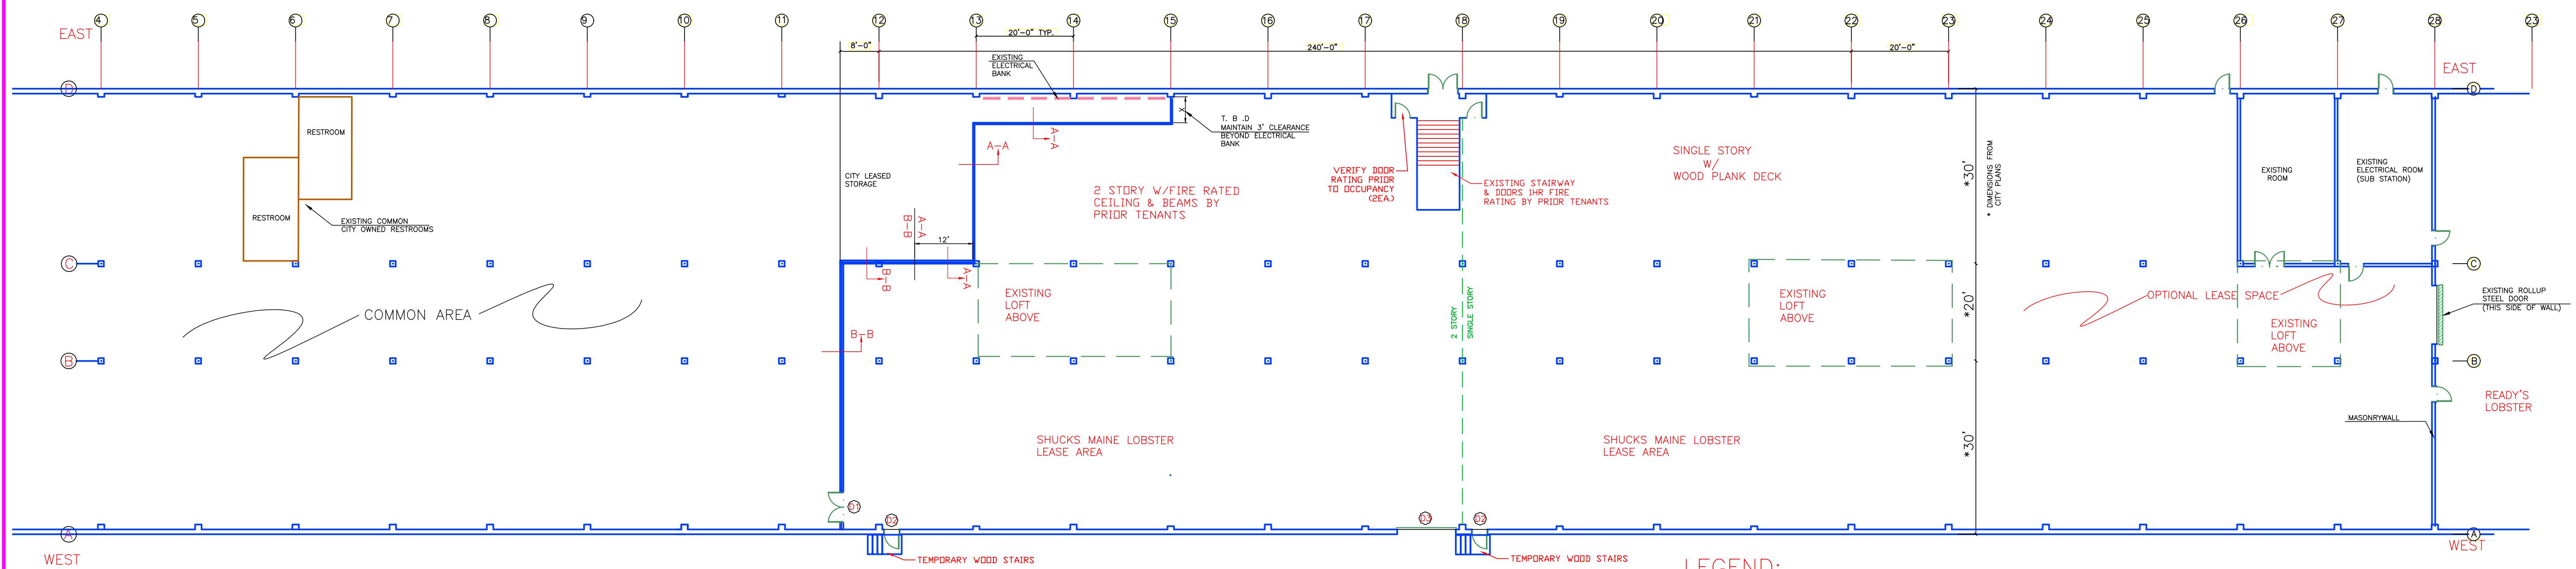 4 5 6 7 8 9 10 11 12 13 14 15 16 17 18 19 20 21 22 23 24 25 26 27 28 23
EAST
20'-0" TYP.
8'-0"
240'-0"
20'-0"
EXISTING
ELECTRICAL
BANK
EAST
D
D
RESTROOM
RESTROOM
EXISTING COMMON
CITY OWNED RESTROOMS
CITY LEASED
STORAGE
A-A
A-A
X
T. B .D
MAINTAIN 3' CLEARANCE
BEYOND ELECTRICAL
BANK
2 STORY W/FIRE RATED
CEILING & BEAMS BY
PRIOR TENANTS
VERIFY DOOR
RATING PRIOR
TO OCCUPANCY
(2EA.)
EXISTING STAIRWAY
& DOORS 1HR FIRE
RATING BY PRIOR TENANTS
SINGLE STORY
W/
WOOD PLANK DECK
*30'
* DIMENSIONS FROM
CITY PLANS
EXISTING
ROOM
EXISTING
ELECTRICAL ROOM
(SUB STATION)
A-A
B-B
12'
C
C
B-B
A-A
B-B
COMMON AREA
EXISTING
LOFT
ABOVE
2 STORY
SINGLE STORY
EXISTING
LOFT
ABOVE
*20'
OPTIONAL LEASE SPACE
EXISTING
LOFT
ABOVE
EXISTING ROLLUP
STEEL DOOR
(THIS SIDE OF WALL)
B
B
READY'S
LOBSTER
MASONRYWALL
SHUCKS MAINE LOBSTER
LEASE AREA
SHUCKS MAINE LOBSTER
LEASE AREA
*30'
D1
D2
D3
D2
A
A
WEST
WEST
TEMPORARY WOOD STAIRS
TEMPORARY WOOD STAIRS
LEGEND: